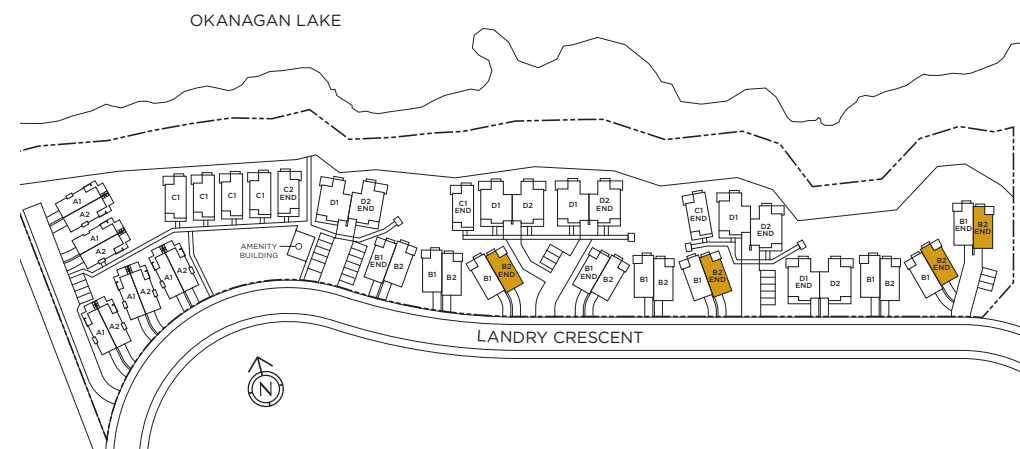 OKANAGAN LAKE
A1
A2
A1
A2
A1
A2
A1
A2
A1
A2
C1
C1
C1
C1
C2
END
D1
D2
END
AMENITY
BUILDING
B1
END
B2
B1
B2
C1
END
D1
D2
D1
D2
END
B1
B2
END
B1
END
B2
B1
B2
C1
END
D1
D2
END
B1
B2
END
D1
END
D2
B1
B2
B1
B2
END
B1
END
B2
END
LANDRY CRESCENT
N